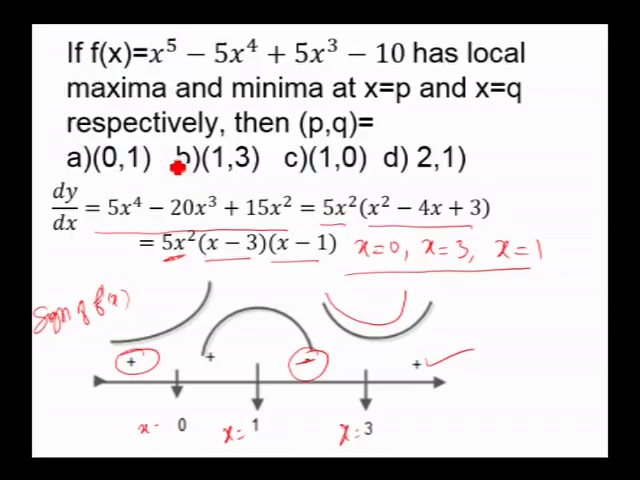 If f(x)=x⁵ − 5x⁴ + 5x³ − 10 has local
maxima and minima at x=p and x=q
respectively, then (p,q)=
a)(0,1) b)(1,3) c)(1,0) d) 2,1)
dy/dx = 5x⁴ − 20x³ + 15x² = 5x²(x² − 4x + 3)
= 5x²(x − 3)(x − 1) x=0, x=3, x=1
Sign of f'(x)
+ + − +
x= 0 x= 1 x= 3